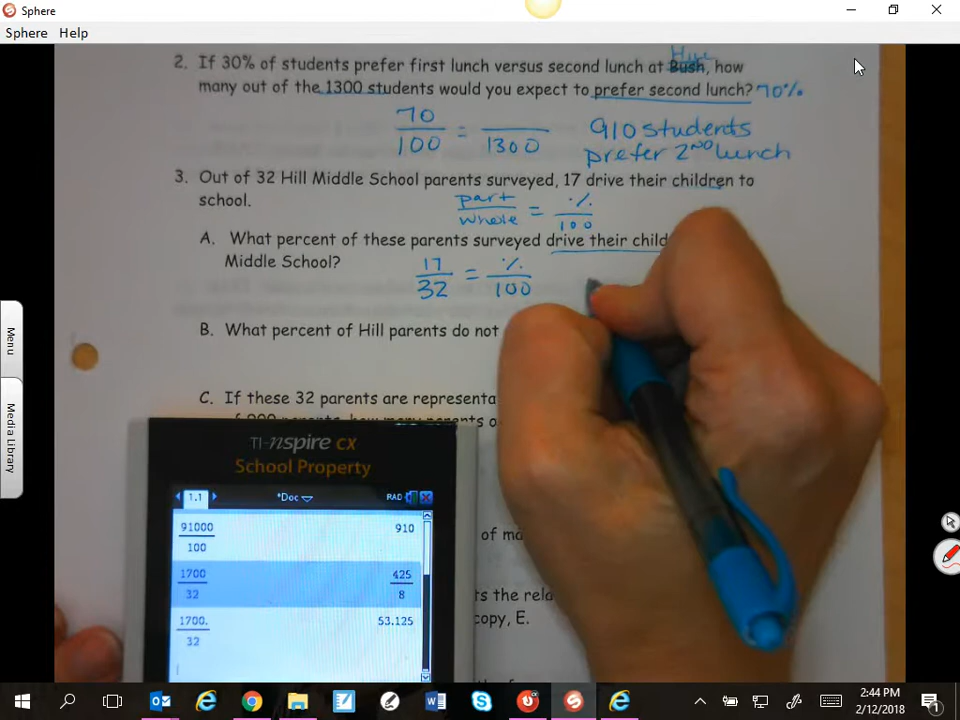 Sphere
Sphere Help
2. If 30% of students prefer first lunch versus second lunch at Bush, how
many out of the 1300 students would you expect to prefer second lunch? 70%
70
100 = 1300
910 students
prefer 2ND lunch
3. Out of 32 Hill Middle School parents surveyed, 17 drive their children to
school.
part
whole = %
100
A. What percent of these parents surveyed drive their child
Middle School?
17
32 = %
100
B. What percent of Hill parents do not
C. If these 32 parents are representa
parents o
of ma
ts the rela
copy, E.
Menu
Media Library
TI-nspire CX
School Property
1.1 *Doc RAD
91000
100 910
1700
32 425
8
1700.
32 53.125
2:44 PM
2/12/2018
1